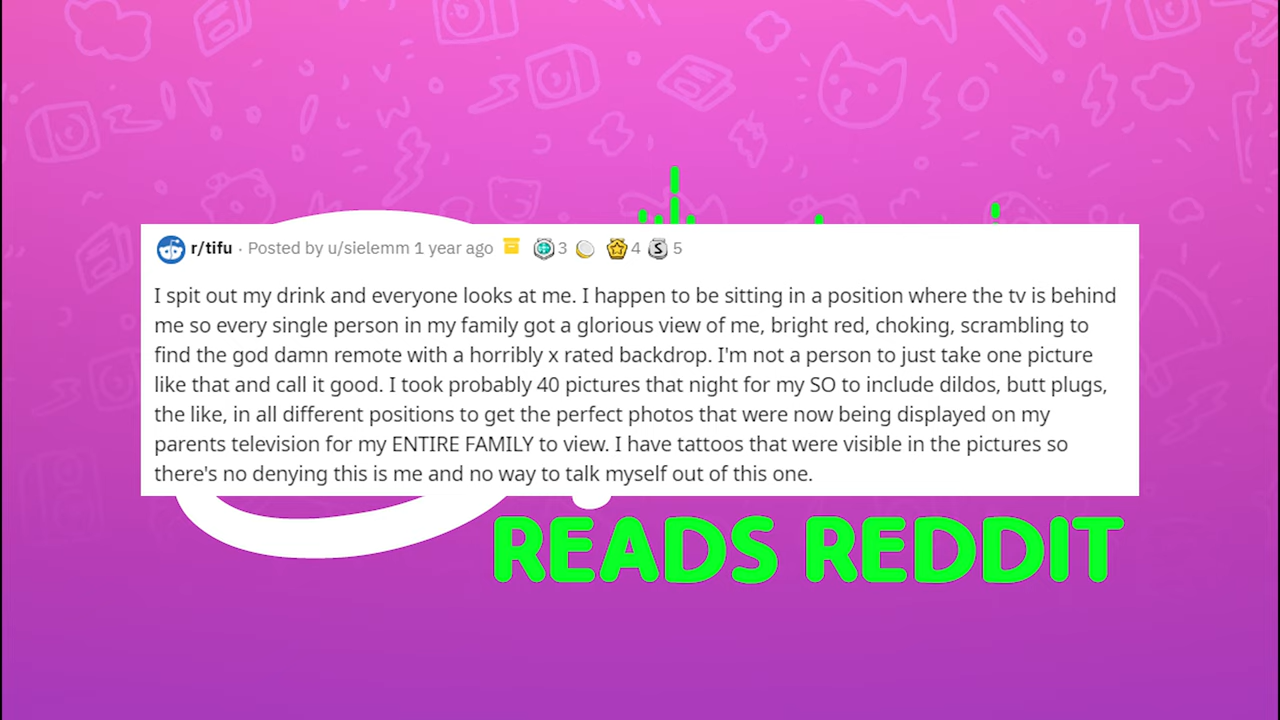 r/tifu · Posted by u/sielemm 1 year ago 3 4 S 5
I spit out my drink and everyone looks at me. I happen to be sitting in a position where the tv is behind
me so every single person in my family got a glorious view of me, bright red, choking, scrambling to
find the god damn remote with a horribly x rated backdrop. I'm not a person to just take one picture
like that and call it good. I took probably 40 pictures that night for my SO to include dildos, butt plugs,
the like, in all different positions to get the perfect photos that were now being displayed on my
parents television for my ENTIRE FAMILY to view. I have tattoos that were visible in the pictures so
there's no denying this is me and no way to talk myself out of this one.
READS REDDIT